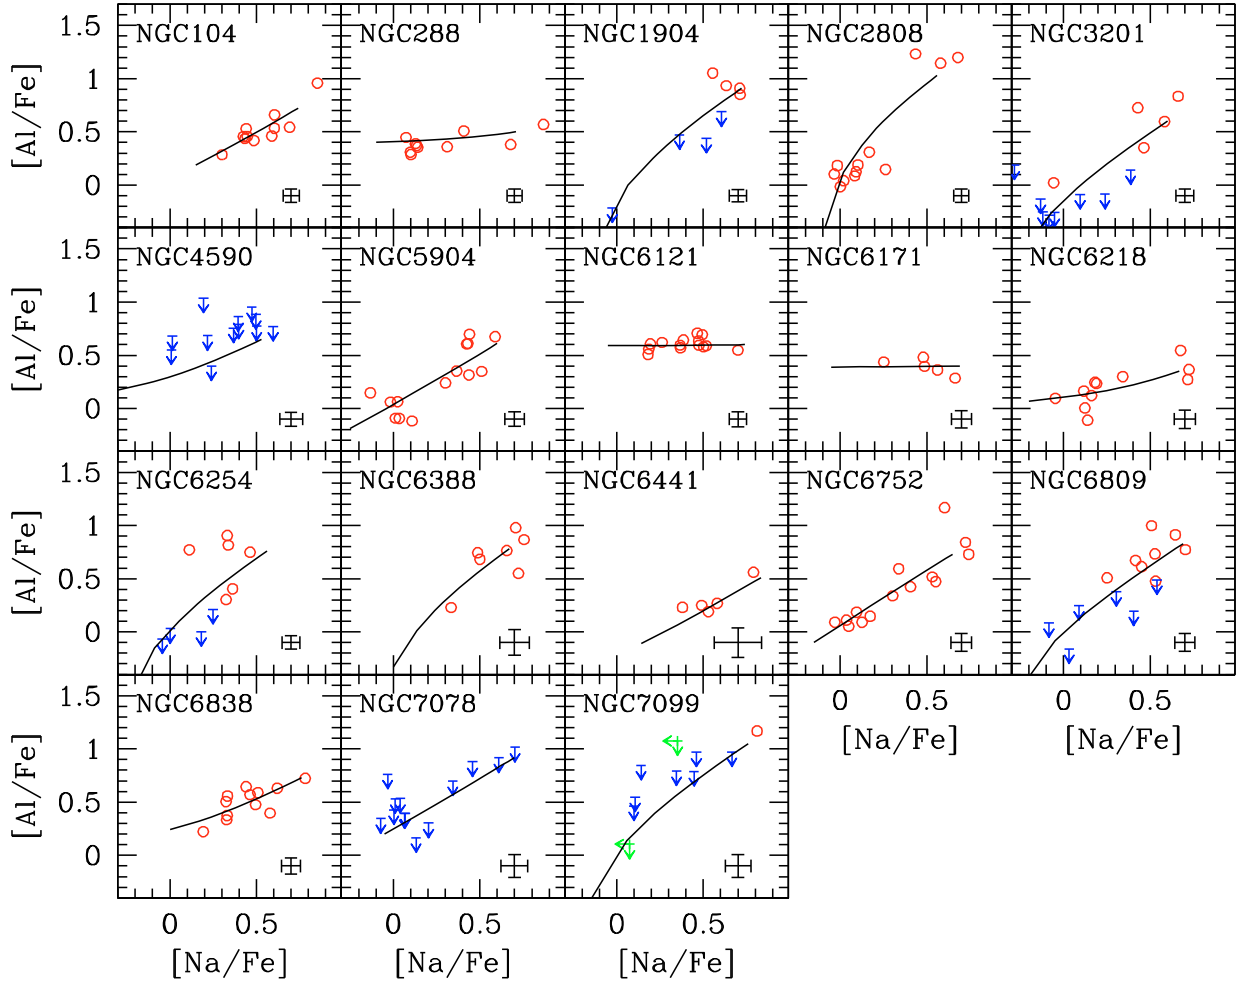 NGC104 NGC288 NGC1904 NGC2808 NGC3201
1.5
1
0.5
0
[Al/Fe]
NGC4590 NGC5904 NGC6121 NGC6171 NGC6218
1.5
1
0.5
0
[Al/Fe]
NGC6254 NGC6388 NGC6441 NGC6752 NGC6809
1.5
1
0.5
0
[Al/Fe]
0 0.5 0 0.5
[Na/Fe] [Na/Fe]
NGC6838 NGC7078 NGC7099
1.5
1
0.5
0
[Al/Fe]
0 0.5 0 0.5 0 0.5
[Na/Fe] [Na/Fe] [Na/Fe]